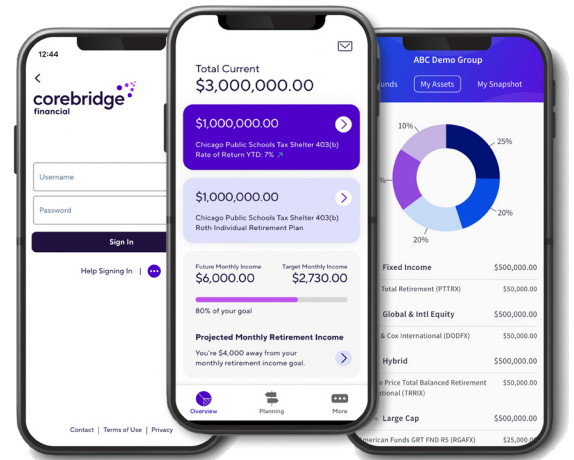 12:44
corebridge
financial
Username
Password
Sign In
Help Signing In |
Contact | Terms of Use | Privacy
Total Current
$3,000,000.00
$1,000,000.00
Chicago Public Schools Tax Shelter 403(b)
Rate of Return YTD: 7%
$1,000,000.00
Chicago Public Schools Tax Shelter 403(b)
Roth Individual Retirement Plan
Future Monthly Income Target Monthly Income
$6,000.00 $2,730.00
80% of your goal
Projected Monthly Retirement Income
You're $4,000 away from your
monthly retirement income goal.
Overview Planning More
ABC Demo Group
unds My Assets My Snapshot
10%
25%
%
20%
20%
Fixed Income $500,000.00
Total Retirement (PTTRX) $50,000.00
Global & Intl Equity $500,000.00
& Cox International (DODFX) $50,000.00
Hybrid $500,000.00
e Price Total Balanced Retirement $50,000.00
ational (TRRIX)
Large Cap $500,000.00
merican Funds GRT FND R5 (RGAFX) $25,000